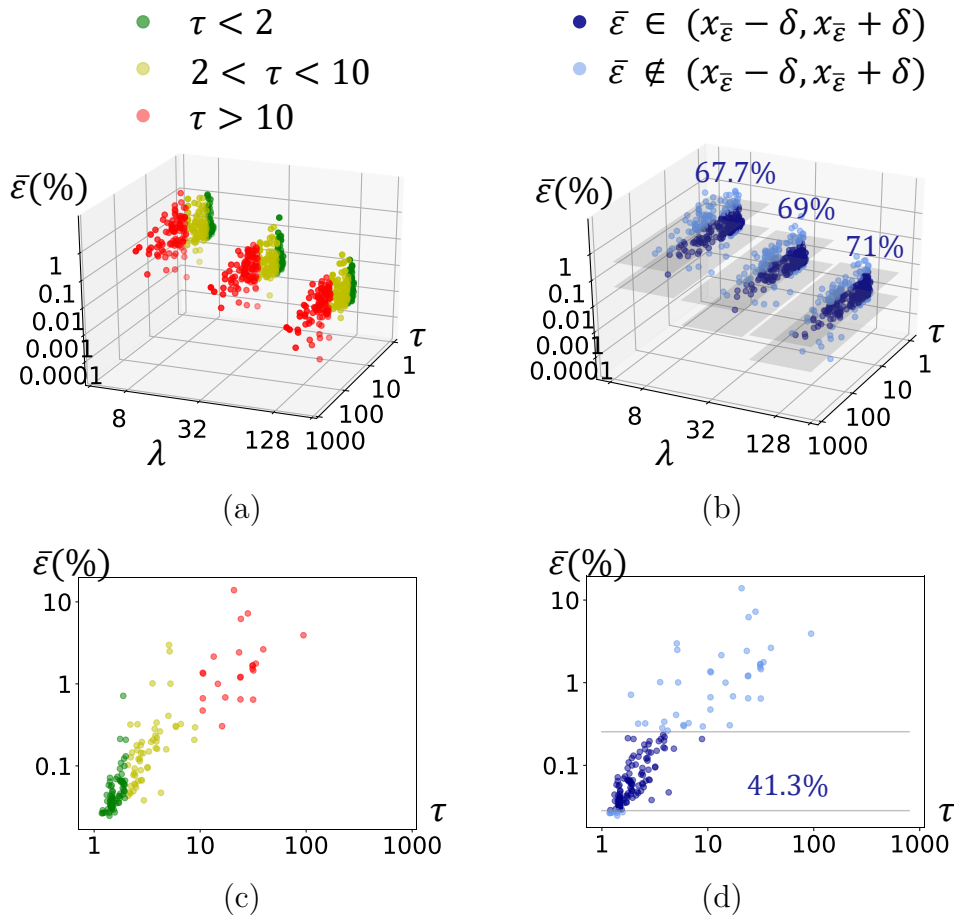 τ < 2
2 < τ < 10
τ > 10
ε̄ ∈ (x_ε̄ − δ, x_ε̄ + δ)
ε̄ ∉ (x_ε̄ − δ, x_ε̄ + δ)
ε̄(%)
1
0.1
0.01
0.001
0.0001
8
32
128
λ
1000
100
10
1
τ
(a)
ε̄(%)
67.7%
69%
71%
1
0.1
0.01
0.001
0.0001
8
32
128
λ
1000
100
10
1
τ
(b)
ε̄(%)
10
1
0.1
1
10
100
1000
τ
(c)
ε̄(%)
10
1
0.1
41.3%
1
10
100
1000
τ
(d)